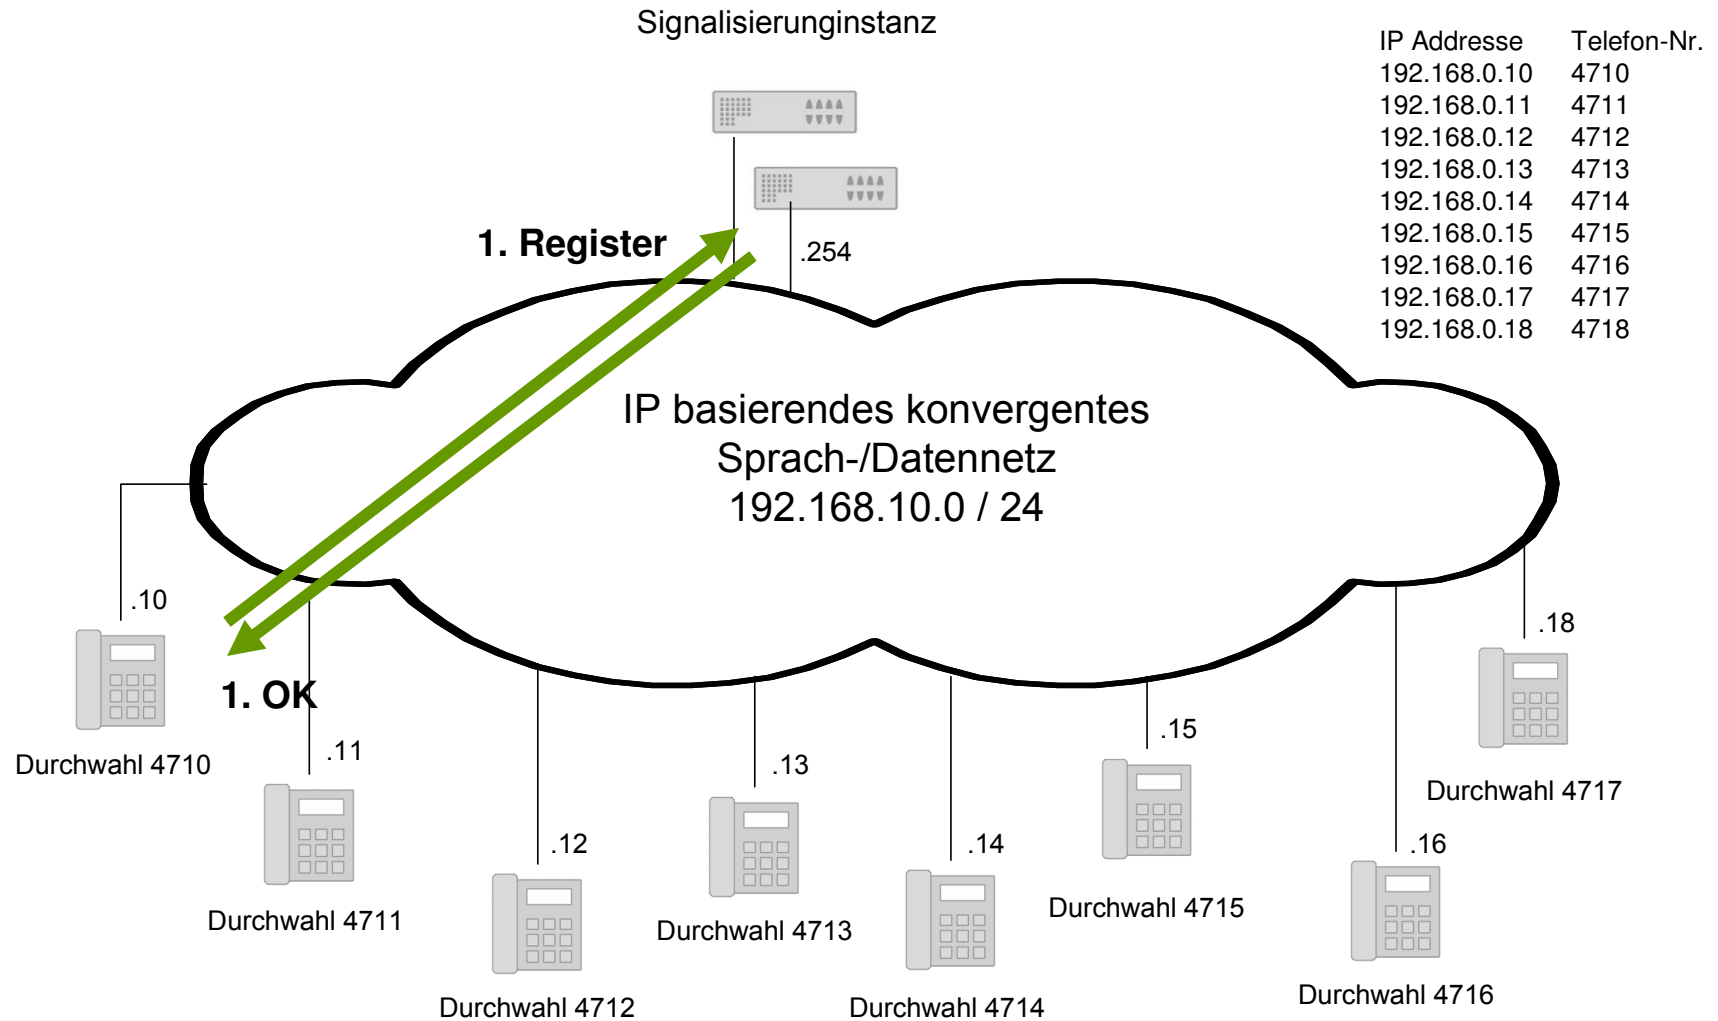 Signalisierunginstanz
IP Addresse Telefon-Nr.
192.168.0.10 4710
192.168.0.11 4711
192.168.0.12 4712
192.168.0.13 4713
192.168.0.14 4714
192.168.0.15 4715
192.168.0.16 4716
192.168.0.17 4717
192.168.0.18 4718
1. Register
.254
IP basierendes konvergentes
Sprach-/Datennetz
192.168.10.0 / 24
.10
.18
1. OK
.11
.15
.13
Durchwahl 4710
Durchwahl 4717
.12
.14
.16
Durchwahl 4711
Durchwahl 4715
Durchwahl 4713
Durchwahl 4716
Durchwahl 4712
Durchwahl 4714